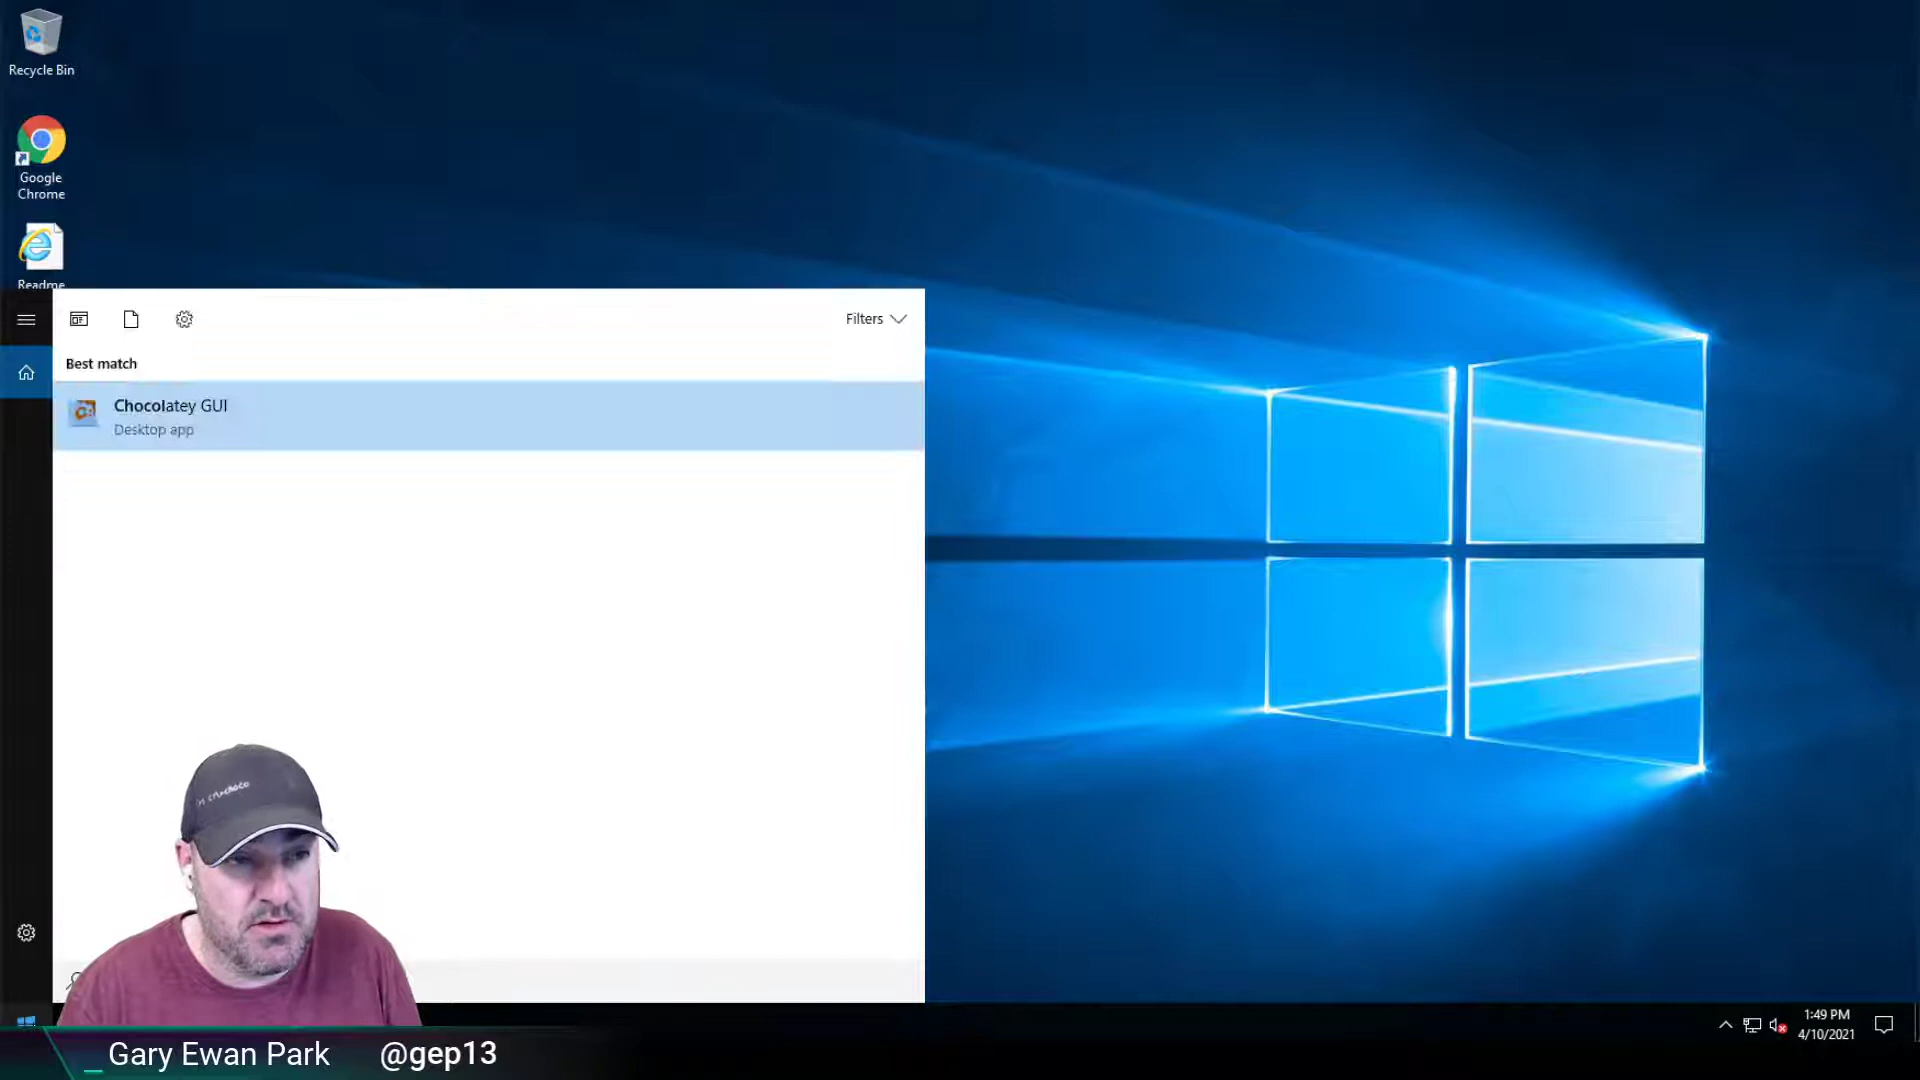 Recycle Bin
Google
Chrome
Readme
Filters
Best match
Chocolatey GUI
Desktop app
1:49 PM
4/10/2021
_ Gary Ewan Park @gep13